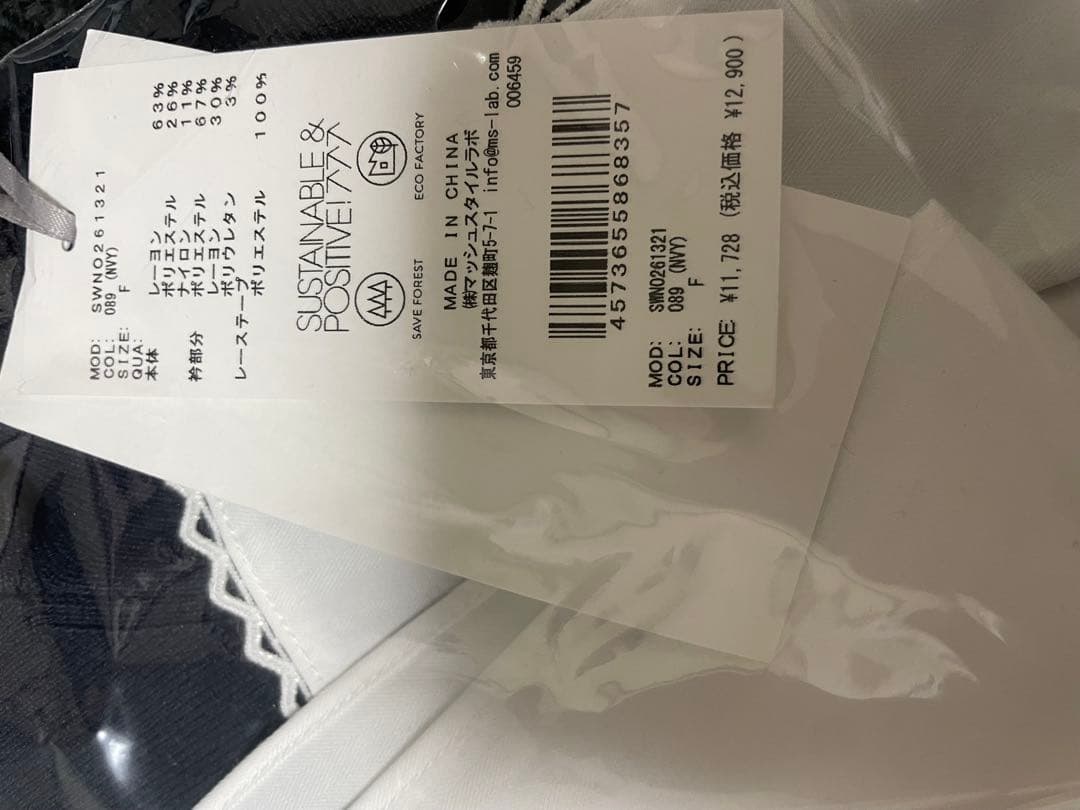 MOD: SWNO261321
COL: 089 (NVY)
SIZE: F
QUA:
本体 レーヨン 63%
ポリエステル 26%
ナイロン 11%
衿部分 ポリエステル 67%
レーヨン 30%
ポリウレタン 3%
レーステープ ポリエステル 100%
SUSTAINABLE &
POSITIVE!
SAVE FOREST ECO FACTORY
MADE IN CHINA
(株)マッシュスタイルラボ
東京都千代田区麹町5-7-1 info@ms-lab.com
006459
4573655868357
MOD: SWNO261321
COL: 089 (NVY)
SIZE: F
PRICE: ¥11,728 (税込価格 ¥12,900)